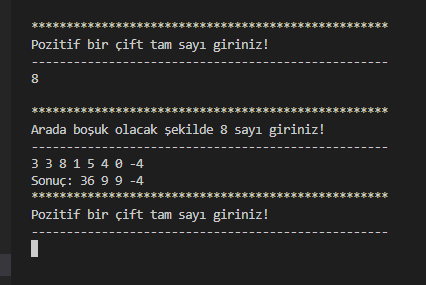 ***************************************************
Pozitif bir çift tam sayı giriniz!
---------------------------------------------------
8
***************************************************
Arada boşuk olacak şekilde 8 sayı giriniz!
---------------------------------------------------
3 3 8 1 5 4 0 -4
Sonuç: 36 9 9 -4
***************************************************
Pozitif bir çift tam sayı giriniz!
---------------------------------------------------